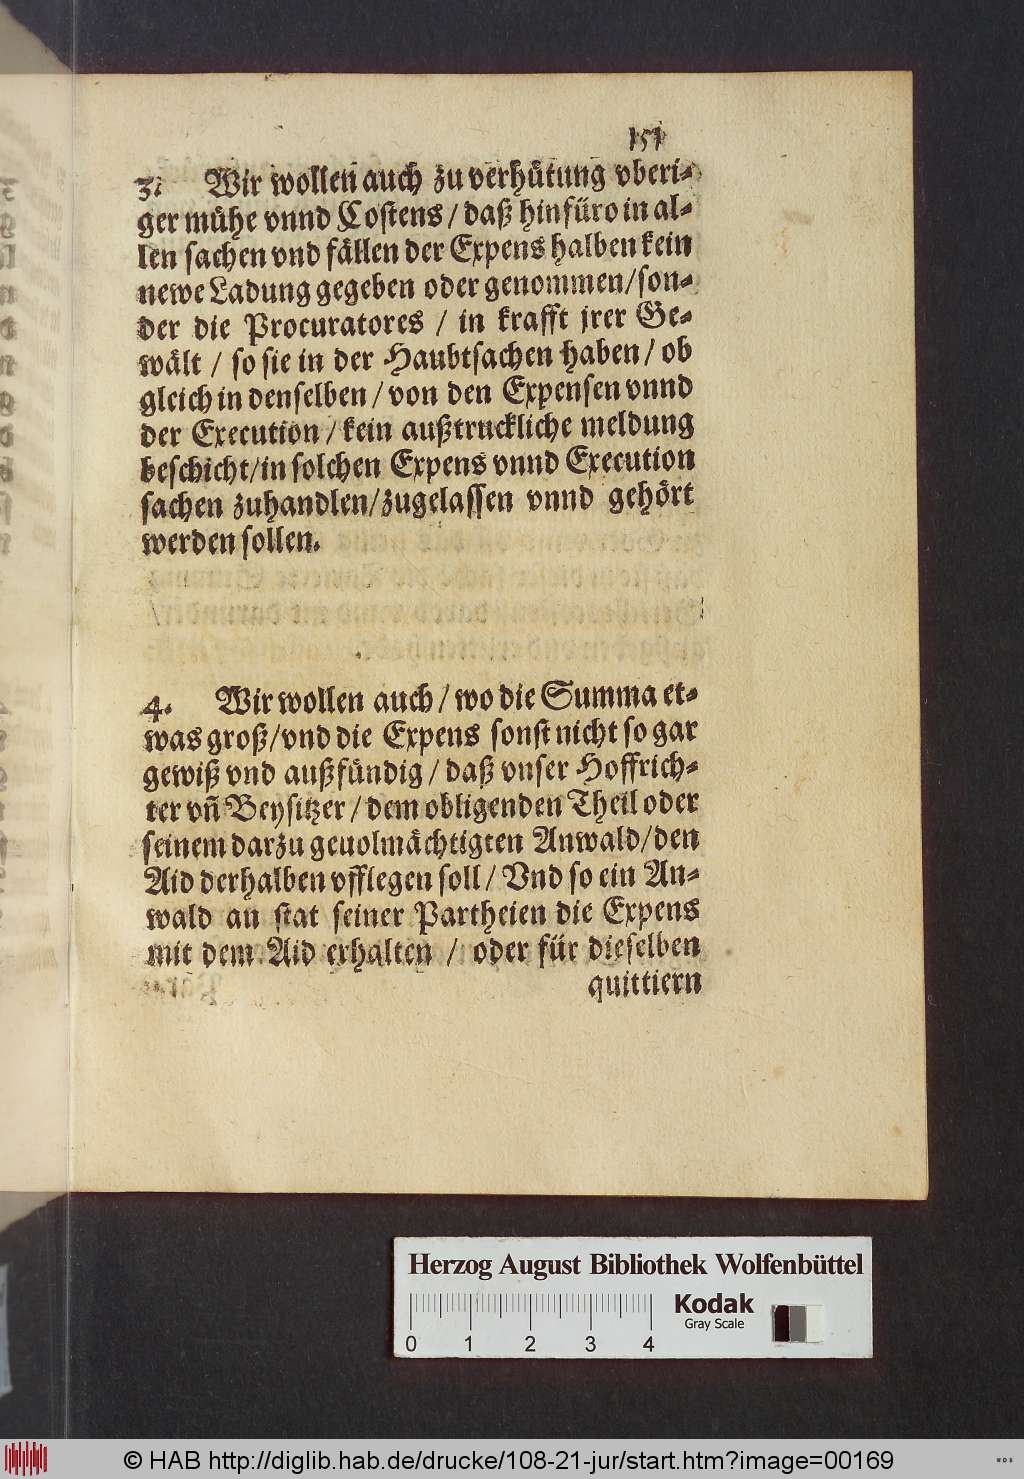 151
3. Wir wollen auch zu verhütung vberi⸗
ger mühe vnnd Costens / daß hinfüro in al⸗
len sachen vnd fällen der Expens halben kein
newe Ladung gegeben oder genommen / son⸗
der die Procuratores / in krafft jrer Ge⸗
wält / so sie in der Haubtsachen haben / ob
gleich in denselben / von den Expensen vnnd
der Execution / kein außtruckliche meldung
beschicht / in solchen Expens vnnd Execution
sachen zuhandlen / zugelassen vnnd gehört
werden sollen.
4. Wir wollen auch / wo die Summa et⸗
was groß / vnd die Expens sonst nicht so gar
gewiß vnd außfündig / daß vnser Hoffrich⸗
ter vñ Beysitzer / dem obligenden Theil oder
seinem darzu geuolmächtigten Anwald / den
Aid derhalben vfflegen soll / Vnd so ein An⸗
wald an stat seiner Partheien die Expens
mit dem Aid erhalten / oder für dieselben
quittiern
Herzog August Bibliothek Wolfenbüttel
Kodak
Gray Scale
0 1 2 3 4
© HAB http://diglib.hab.de/drucke/108-21-jur/start.htm?image=00169